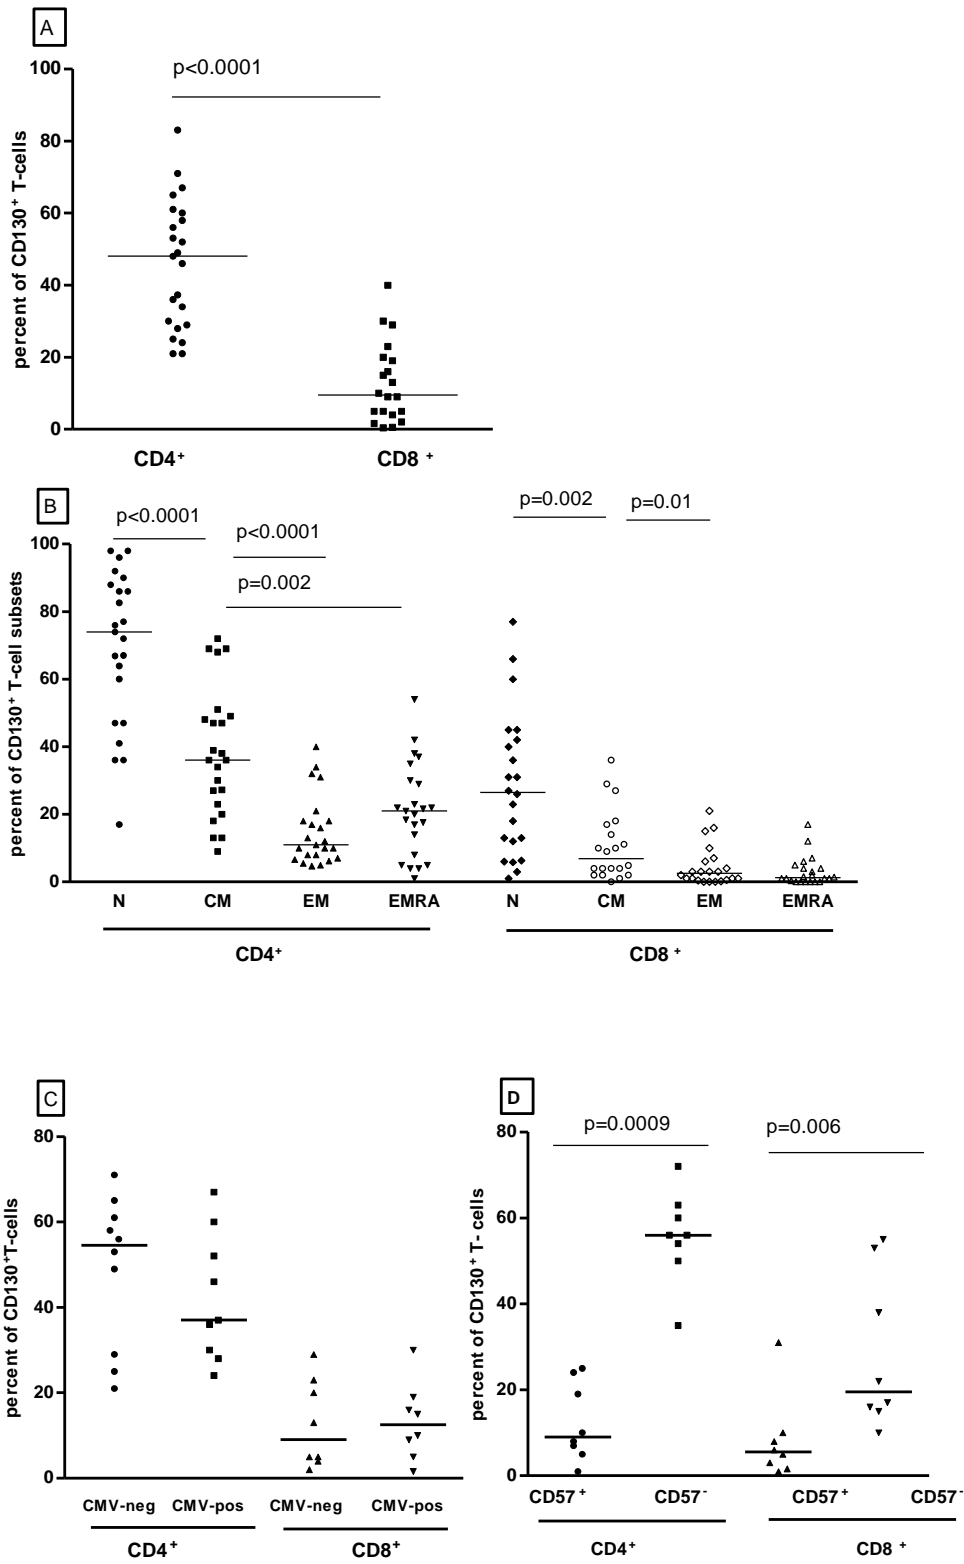 A
p<0.0001
percent of CD130⁺ T-cells
100
80
60
40
20
0
CD4⁺ CD8 ⁺
B
p<0.0001
p<0.0001
p=0.002
p=0.002
p=0.01
percent of CD130⁺ T-cell subsets
100
80
60
40
20
0
N CM EM EMRA N CM EM EMRA
CD4⁺ CD8 ⁺
C
percent of CD130⁺T-cells
80
60
40
20
0
CMV-neg CMV-pos CMV-neg CMV-pos
CD4⁺ CD8⁺
D
p=0.0009 p=0.006
percent of CD130⁺ T- cells
80
60
40
20
0
CD57⁺ CD57⁻ CD57⁺ CD57⁻
CD4⁺ CD8 ⁺